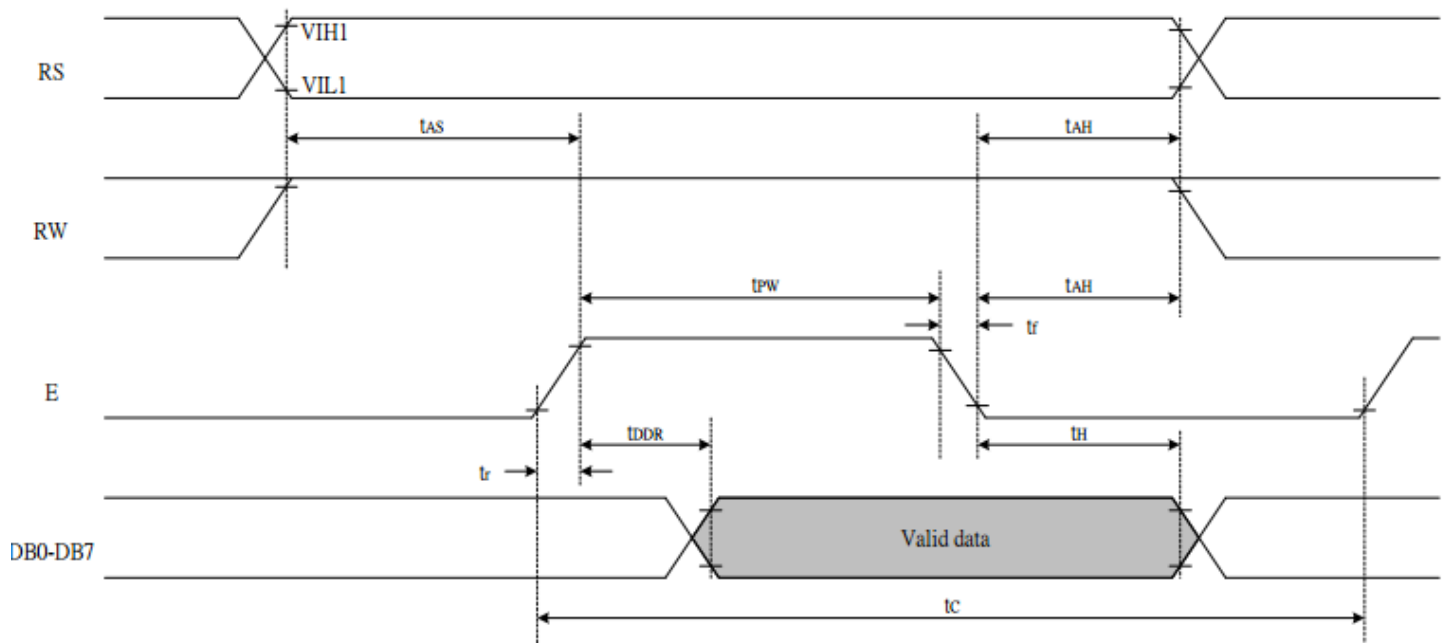 VIH1
RS
VIL1
tAS
tAH
RW
tPW
tAH
tf
E
tDDR
tH
tr
Valid data
DB0-DB7
tC